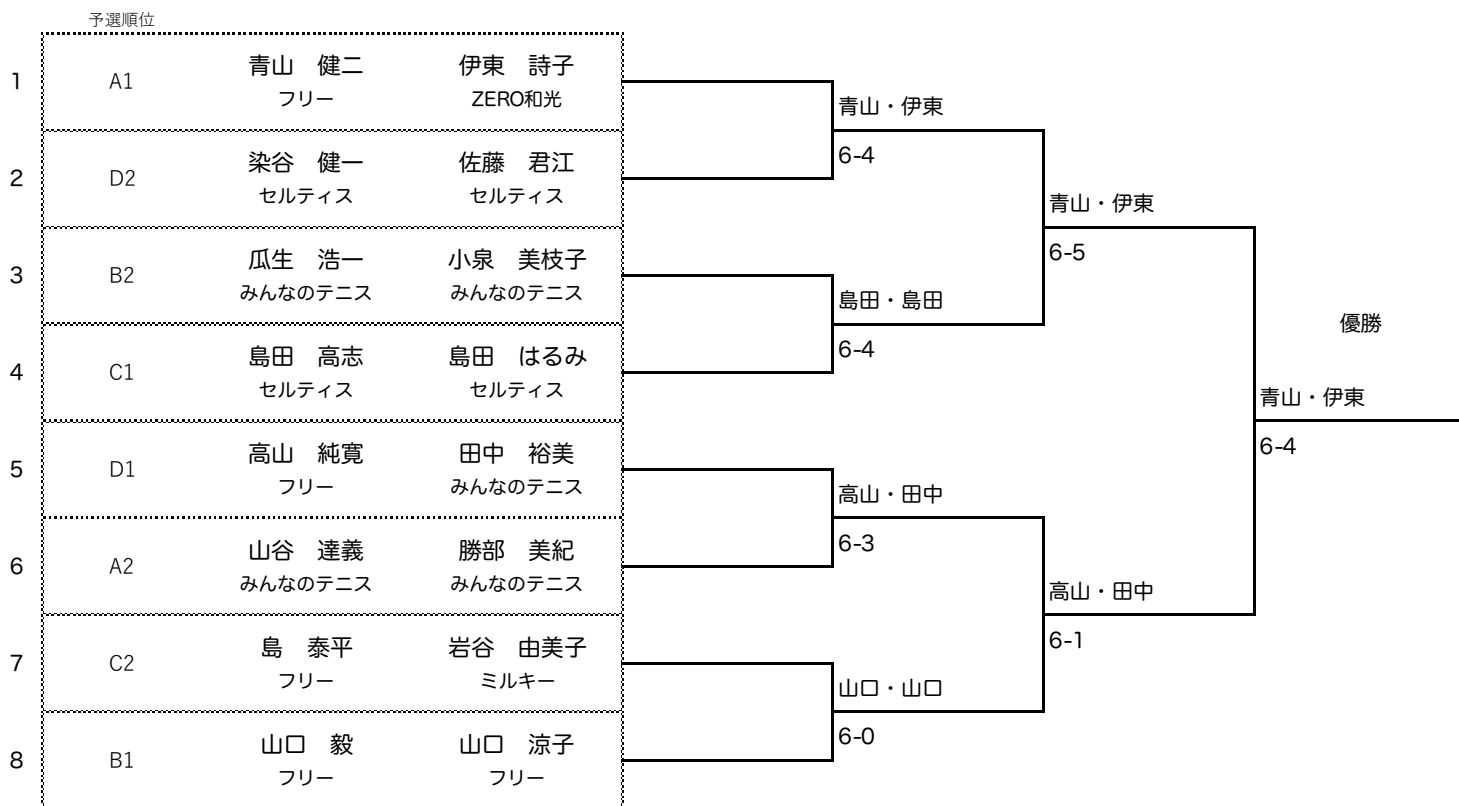 予選順位
1 A1 青山　健二 伊東　詩子
フリー ZERO和光
2 D2 染谷　健一 佐藤　君江
セルティス セルティス
3 B2 瓜生　浩一 小泉　美枝子
みんなのテニス みんなのテニス
4 C1 島田　高志 島田　はるみ
セルティス セルティス
5 D1 高山　純寛 田中　裕美
フリー みんなのテニス
6 A2 山谷　達義 勝部　美紀
みんなのテニス みんなのテニス
7 C2 島　泰平 岩谷　由美子
フリー ミルキー
8 B1 山口　毅 山口　涼子
フリー フリー
青山・伊東
6-4
島田・島田
6-4
高山・田中
6-3
山口・山口
6-0
青山・伊東
6-5
高山・田中
6-1
優勝
青山・伊東
6-4